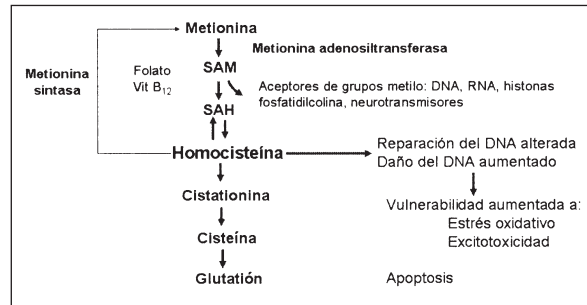 Metionina
Metionina adenosiltransferasa
Metionina
sintasa
Folato
Vit B12
SAM
Aceptores de grupos metilo: DNA, RNA, histonas
fosfatidilcolina, neurotransmisores
SAH
Homocisteína
Reparación del DNA alterada
Daño del DNA aumentado
Cistationina
Vulnerabilidad aumentada a:
Estrés oxidativo
Excitotoxicidad
Cisteína
Glutatión
Apoptosis